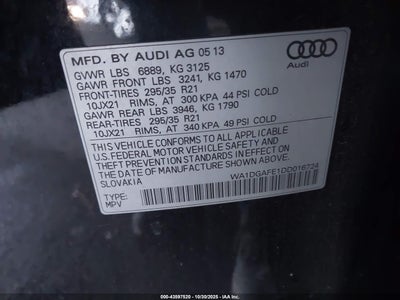 MFD. BY AUDI AG 05 13
GVWR LBS 6889, KG 3125
GAWR FRONT LBS 3241, KG 1470
FRONT-TIRES 295/35 R21
10JX21 RIMS, AT 300 KPA 44 PSI COLD
GAWR REAR LBS 3946, KG 1790
REAR-TIRES 295/35 R21
10JX21 RIMS, AT 340 KPA 49 PSI COLD
THIS VEHICLE CONFORMS TO ALL APPLICABLE
U.S.FEDERAL MOTOR VEHICLE SAFETY AND
THEFT PREVENTION STANDARDS IN EFFECT ON
THE DATE OF MANUFACTURE SHOWN ABOVE.
SLOVAKIA
TYPE: WA1DGAFE1DD016724
MPV
Audi
000-43597520 - 10/30/2025 - www.iaai.com